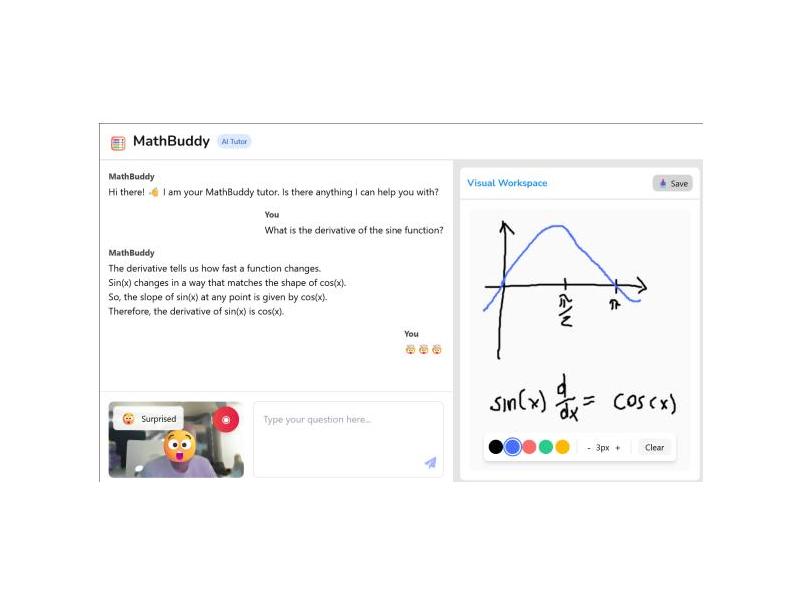 MathBuddy AI Tutor
MathBuddy
Hi there! 👋 I am your MathBuddy tutor. Is there anything I can help you with?
You
What is the derivative of the sine function?
MathBuddy
The derivative tells us how fast a function changes.
Sin(x) changes in a way that matches the shape of cos(x).
So, the slope of sin(x) at any point is given by cos(x).
Therefore, the derivative of sin(x) is cos(x).
You
🤯 🤯 🤯
Surprised
Type your question here...
Visual Workspace
Save
π/2
π
sin(x) d/dx = cos(x)
- 3px +
Clear